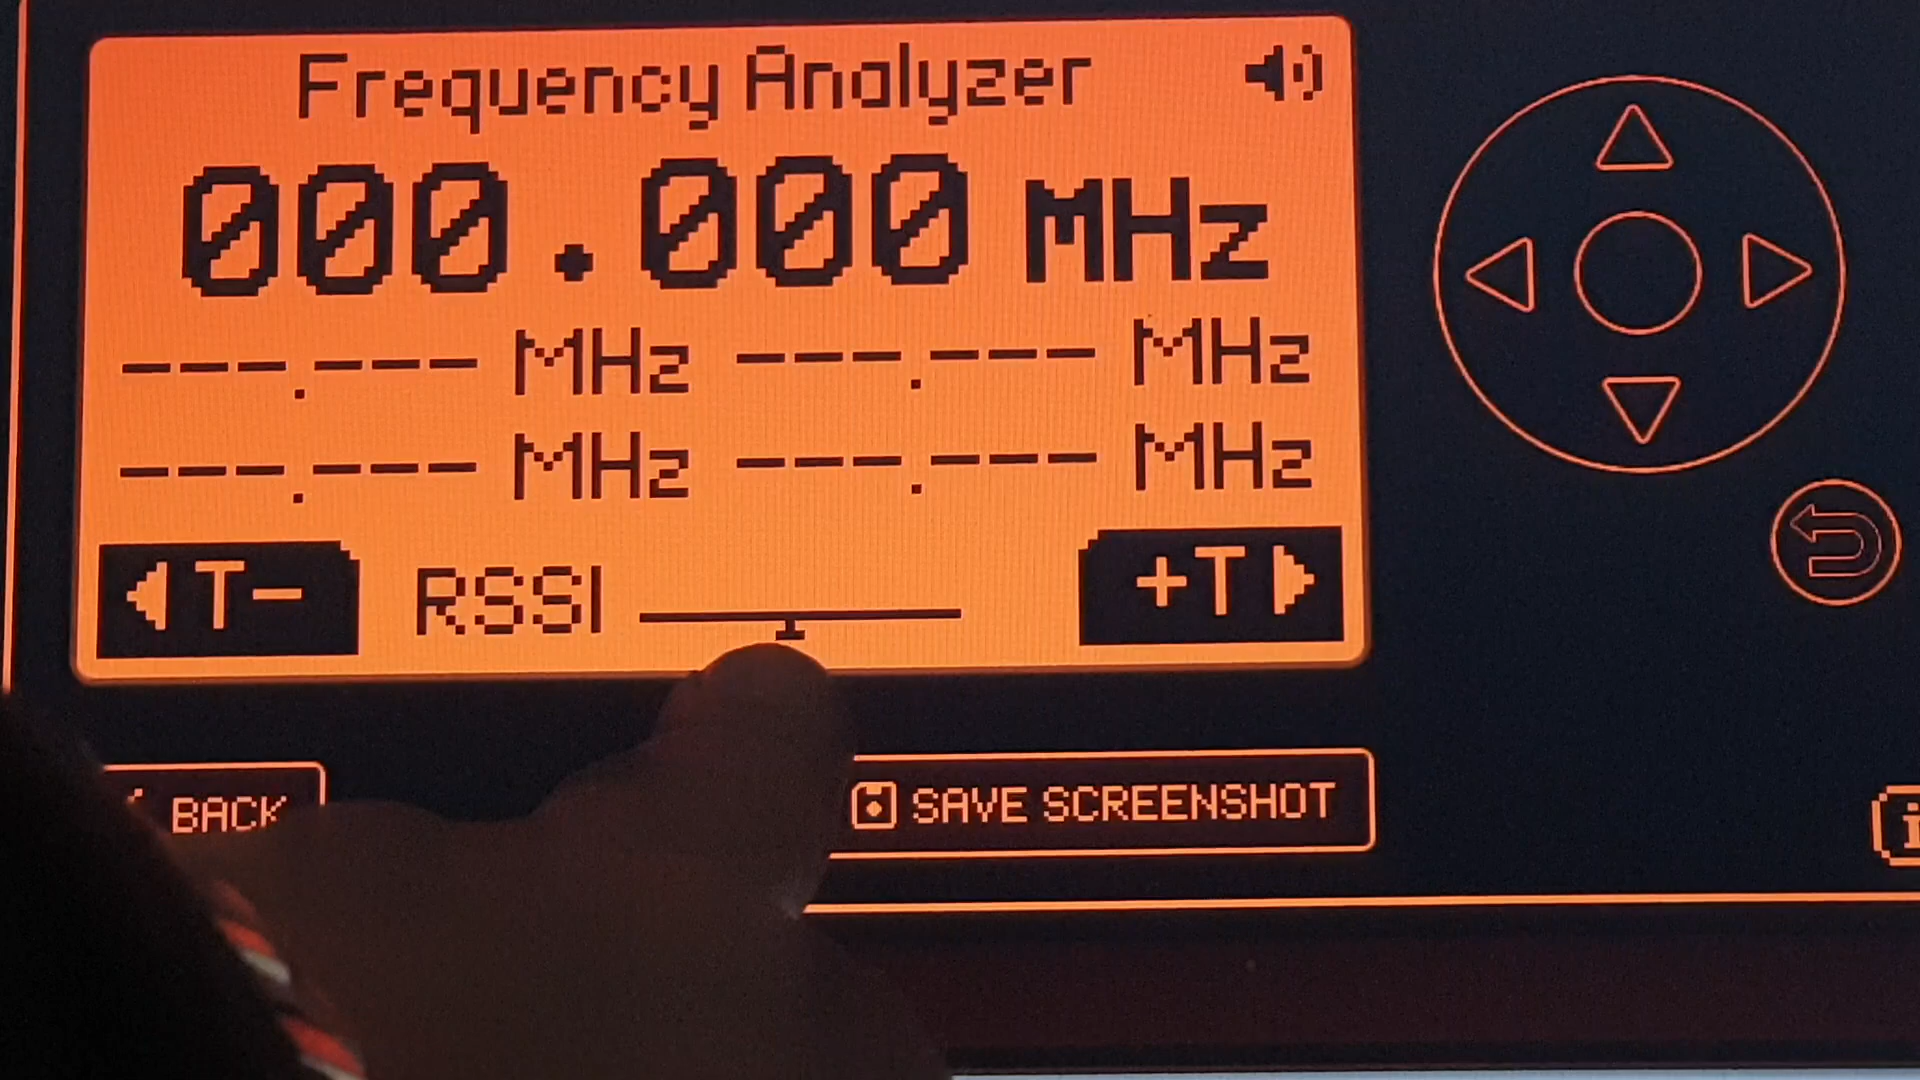 Frequency Analyzer
000.000 MHz
---.--- MHz ---.--- MHz
---.--- MHz ---.--- MHz
T- RSSI +T
BACK SAVE SCREENSHOT
i